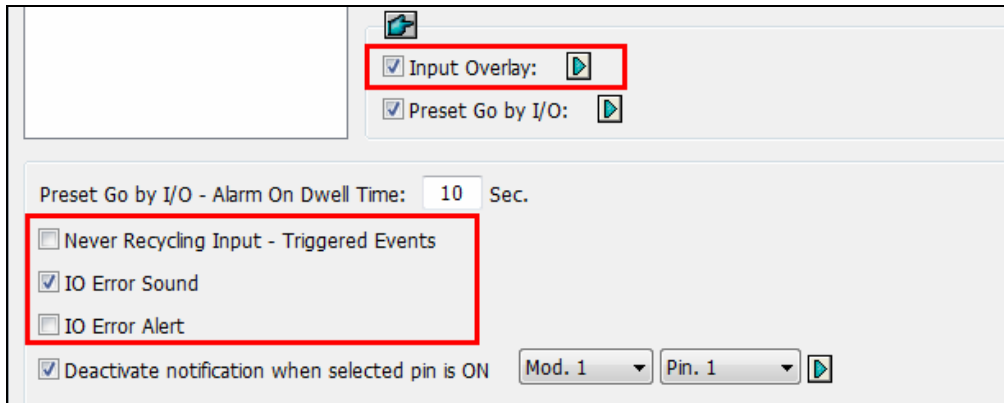 Input Overlay:
Preset Go by I/O:
Preset Go by I/O - Alarm On Dwell Time: 10 Sec.
Never Recycling Input - Triggered Events
IO Error Sound
IO Error Alert
Deactivate notification when selected pin is ON Mod. 1 Pin. 1